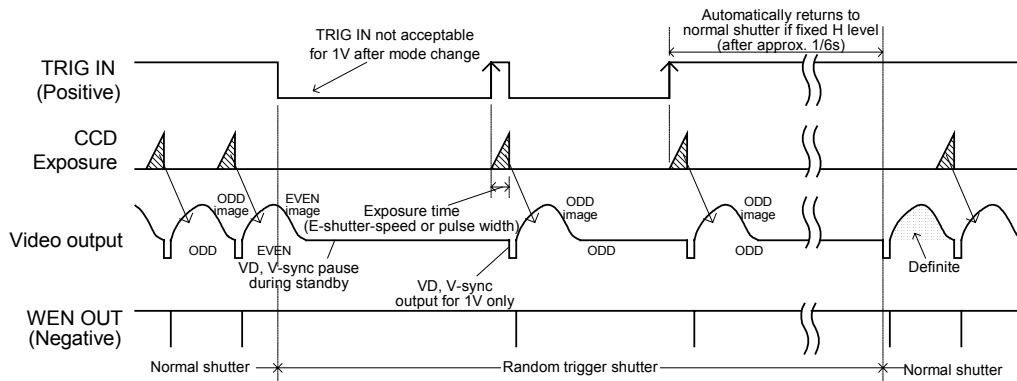 Automatically returns to
normal shutter if fixed H level
(after approx. 1/6s)
TRIG IN not acceptable
for 1V after mode change
TRIG IN
(Positive)
CCD
Exposure
ODD
image
EVEN
image
Exposure time
(E-shutter-speed or pulse width)
ODD
image
ODD
image
Video output
ODD
EVEN
ODD
ODD
VD, V-sync pause
during standby
VD, V-sync
output for 1V only
Definite
WEN OUT
(Negative)
Normal shutter
Random trigger shutter
Normal shutter